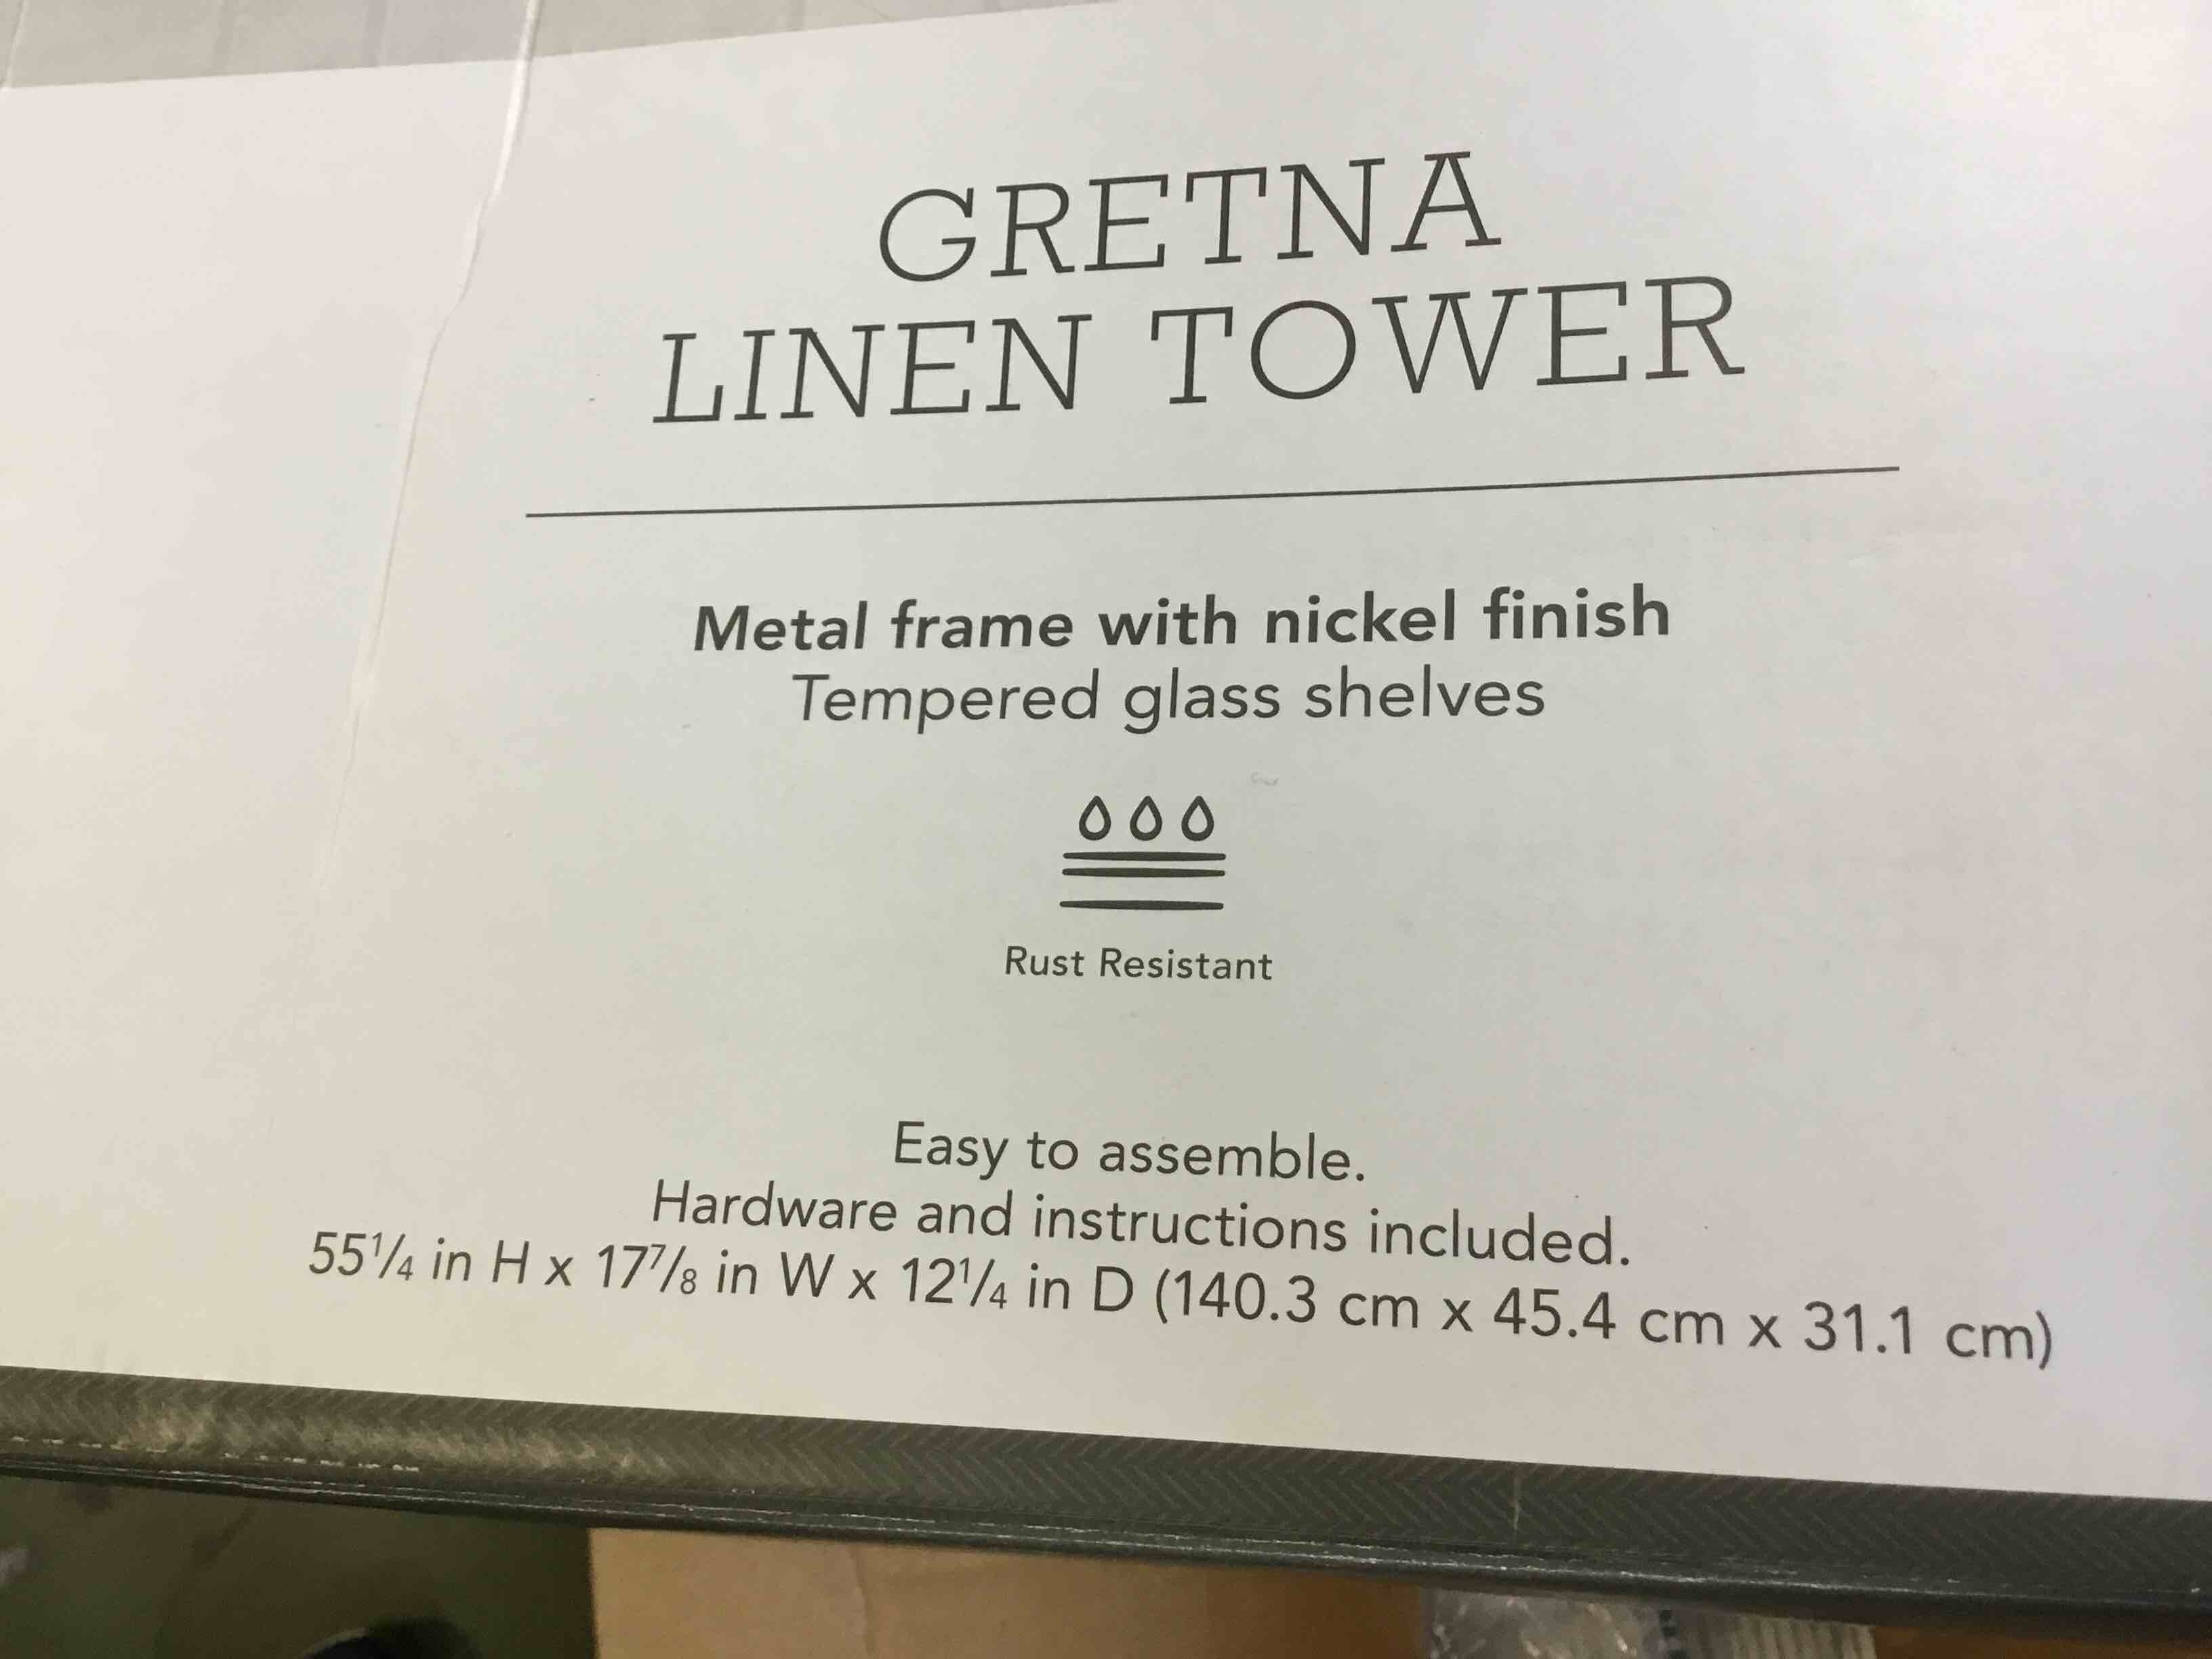 GRETNA
LINEN TOWER
Metal frame with nickel finish
Tempered glass shelves
Rust Resistant
Easy to assemble.
Hardware and instructions included.
55¼ in H x 17⅞ in W x 12¼ in D (140.3 cm x 45.4 cm x 31.1 cm)